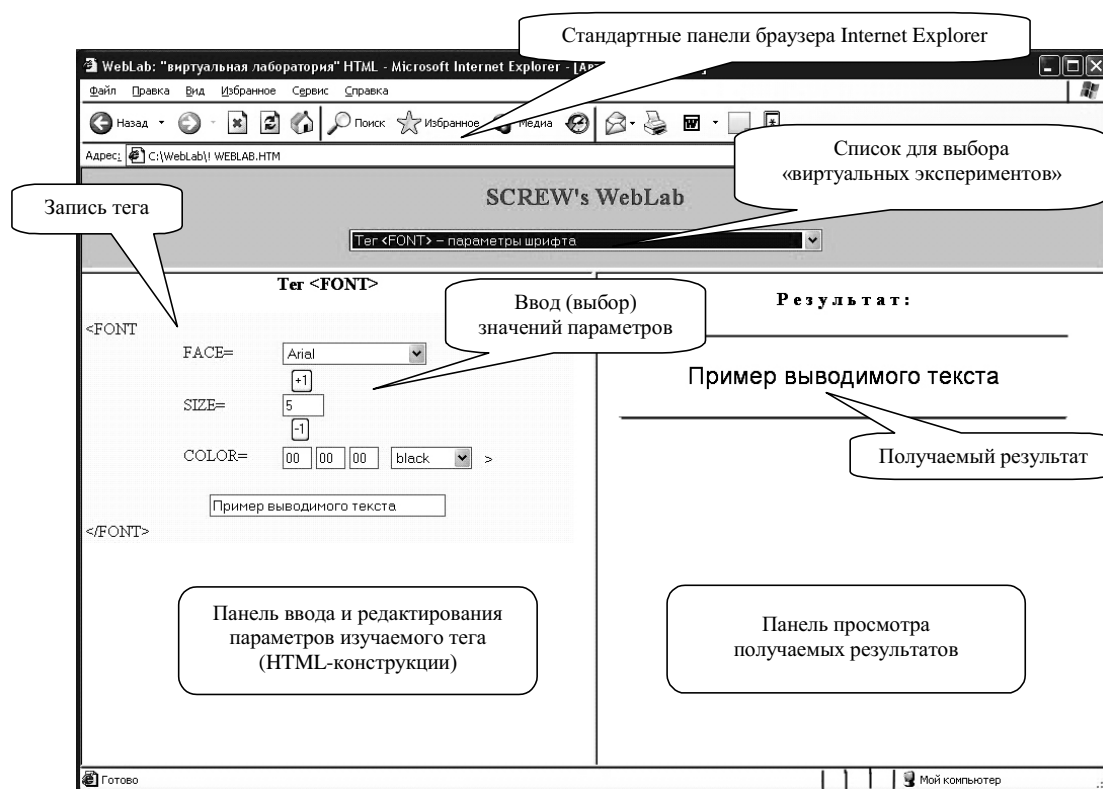 Стандартные панели браузера Internet Explorer
WebLab: "виртуальная лаборатория" HTML - Microsoft Internet Explorer -
Файл Правка Вид Избранное Сервис Справка
Назад Поиск Избранное Медиа
Адрес: C:\WebLab\! WEBLAB.HTM
Список для выбора
«виртуальных экспериментов»
SCREW's WebLab
Запись тега
Тег <FONT> – параметры шрифта
Тег <FONT>
Ввод (выбор)
значений параметров
Результат:
<FONT
FACE= Arial
+1
SIZE= 5
-1
COLOR= 00 00 00 black >
Пример выводимого текста
</FONT>
Пример выводимого текста
Получаемый результат
Панель ввода и редактирования
параметров изучаемого тега
(HTML-конструкции)
Панель просмотра
получаемых результатов
Готово Мой компьютер